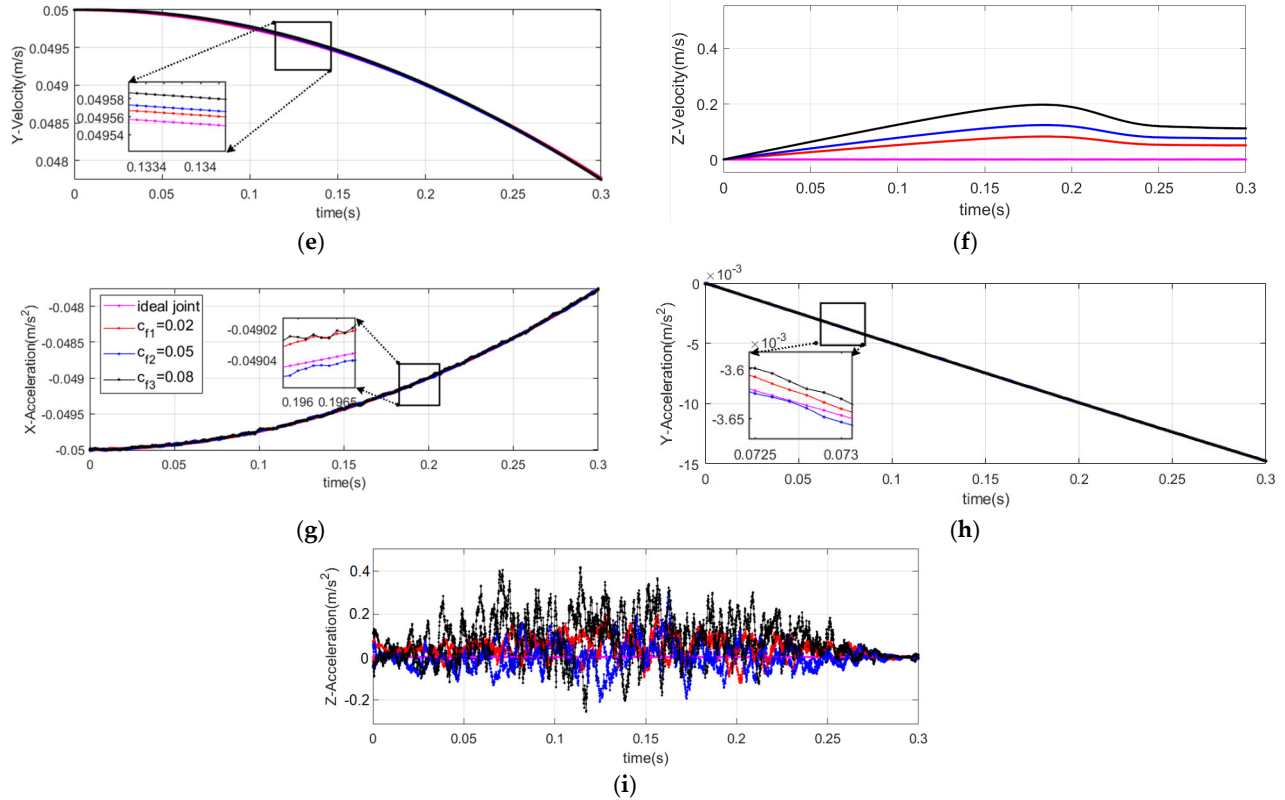 0.05
0.0495
0.049
0.0485
0.048
Y-Velocity(m/s)
0.04958
0.04956
0.04954
0.1334 0.134
0 0.05 0.1 0.15 0.2 0.25 0.3
time(s)
(e)
0.4
0.2
0
Z-Velocity(m/s)
0 0.05 0.1 0.15 0.2 0.25 0.3
time(s)
(f)
-0.048
-0.0485
-0.049
-0.0495
-0.05
X-Acceleration(m/s²)
ideal joint
cf1=0.02
cf2=0.05
cf3=0.08
-0.04902
-0.04904
0.196 0.1965
0 0.05 0.1 0.15 0.2 0.25 0.3
time(s)
(g)
×10⁻³
0
-5
-10
-15
Y-Acceleration(m/s²)
×10⁻³
-3.6
-3.65
0.0725 0.073
0 0.05 0.1 0.15 0.2 0.25 0.3
time(s)
(h)
0.4
0.2
0
-0.2
Z-Acceleration(m/s²)
0 0.05 0.1 0.15 0.2 0.25 0.3
time(s)
(i)